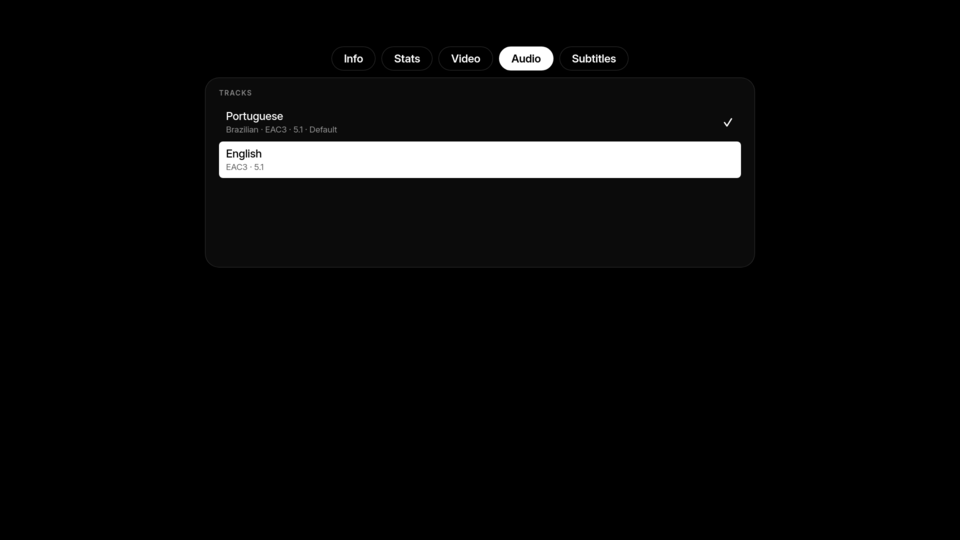 Info Stats Video Audio Subtitles
TRACKS
Portuguese
Brazilian · EAC3 · 5.1 · Default
English
EAC3 · 5.1